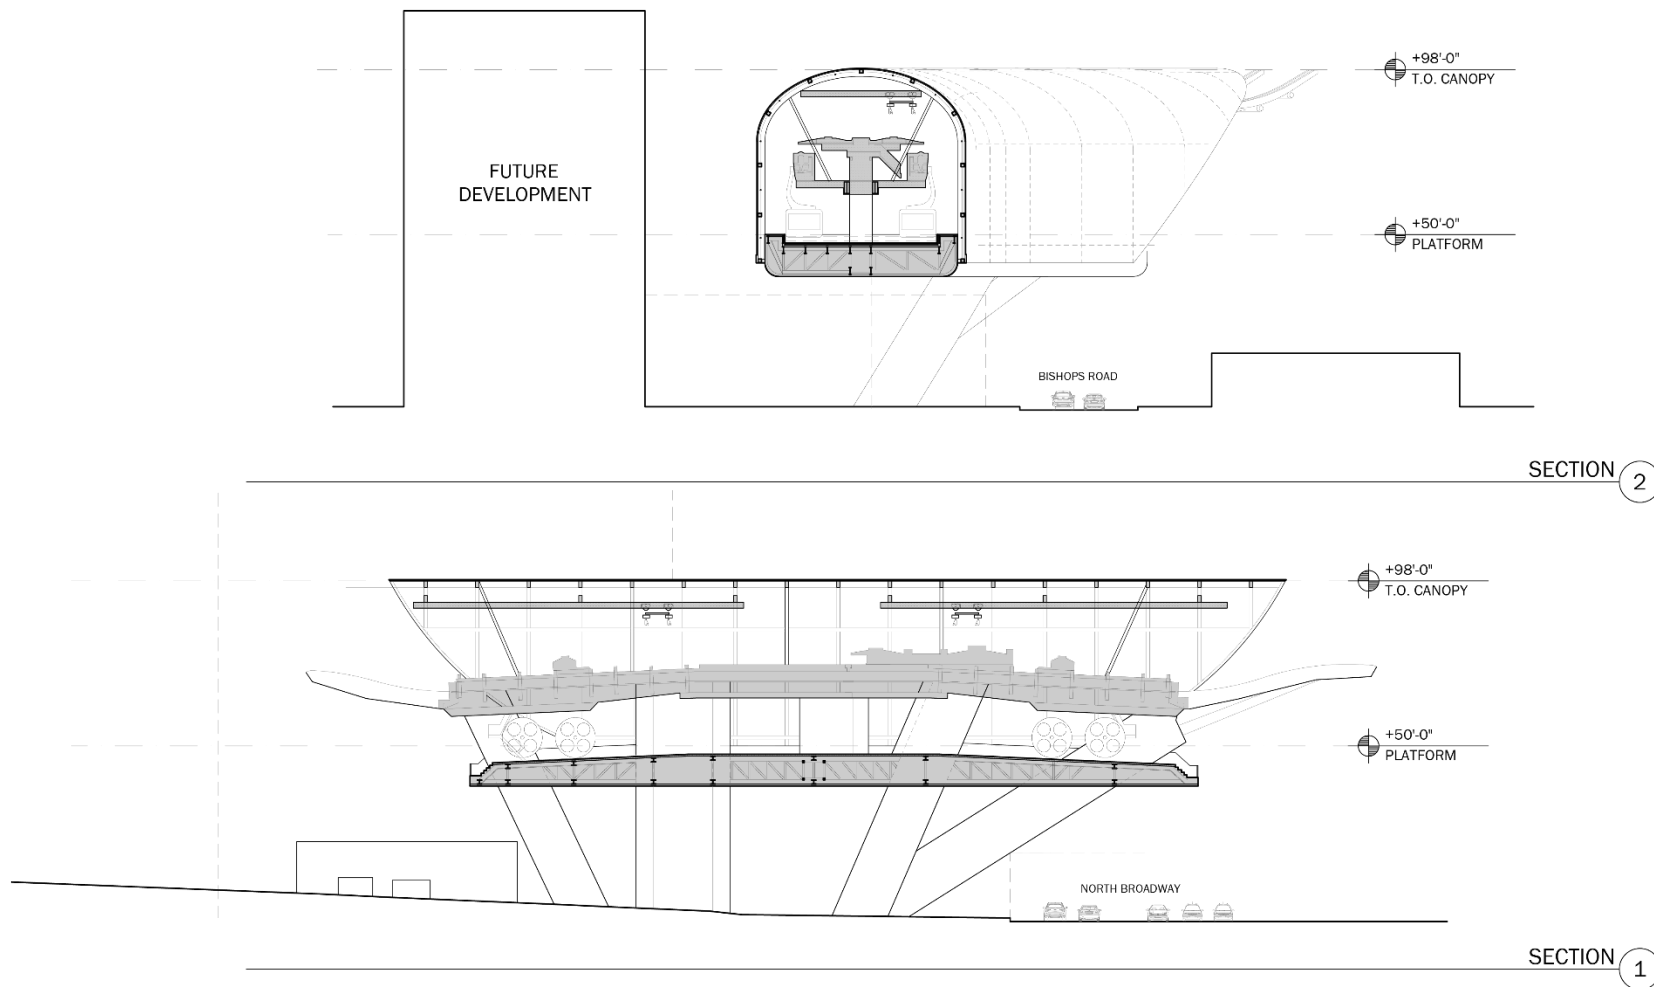 +98'-0"
T.O. CANOPY
FUTURE
DEVELOPMENT
+50'-0"
PLATFORM
BISHOPS ROAD
SECTION 2
+98'-0"
T.O. CANOPY
+50'-0"
PLATFORM
NORTH BROADWAY
SECTION 1